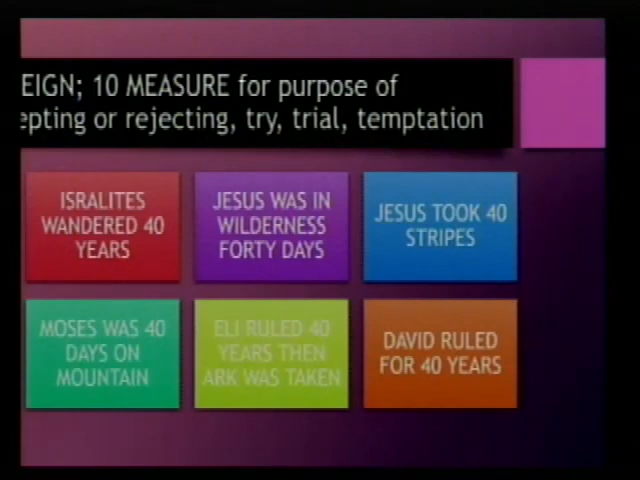 EIGN; 10 MEASURE for purpose of
epting or rejecting, try, trial, temptation
ISRALITES
WANDERED 40
YEARS
JESUS WAS IN
WILDERNESS
FORTY DAYS
JESUS TOOK 40
STRIPES
MOSES WAS 40
DAYS ON
MOUNTAIN
ELI RULED 40
YEARS THEN
ARK WAS TAKEN
DAVID RULED
FOR 40 YEARS